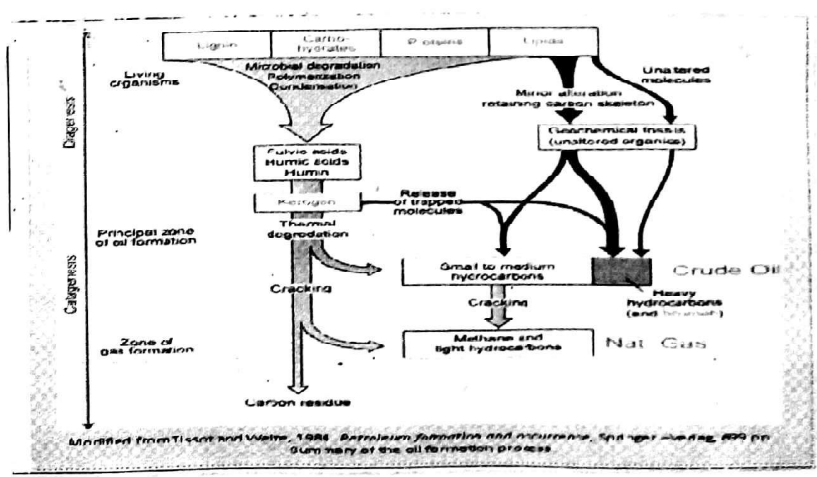 Lignin
Carbo-
hydrates
Proteins
Lipids
Living
organisms
Microbial degradation
Polymerization
Condensation
Unaltered
molecules
Minor alteration
retaining carbon skeleton
Diagenesis
Geochemical fossils
(unaltered organics)
Fulvic acids
Humic acids
Humin
Kerogen
Release
of trapped
molecules
Principal zone
of oil formation
Thermal
degradation
Catagenesis
Small to medium
hydrocarbons
Crude Oil
Cracking
Cracking
Heavy
hydrocarbons
(and
Zone of
gas formation
Methane and
light hydrocarbons
Nat. Gas
Carbon residue
Modified from Tissot and Welte, 1984, Petroleum formation and occurrence, Springer 699 pp
Summary of the oil formation process